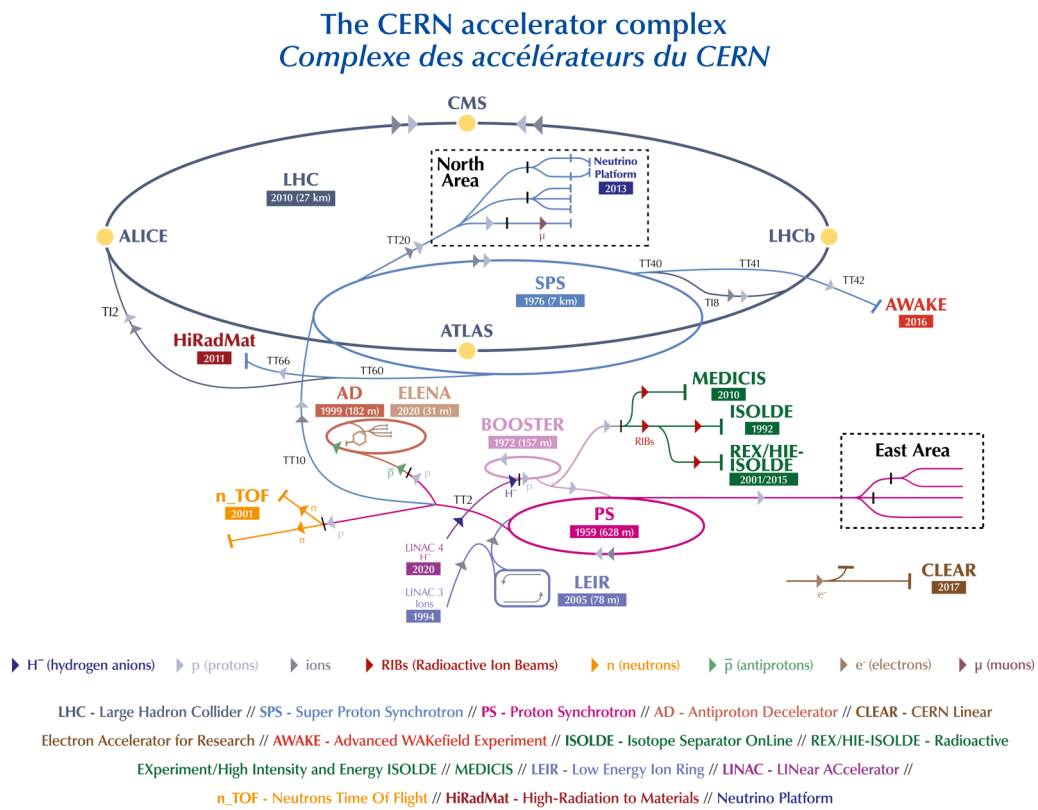 The CERN accelerator complex
Complexe des accélérateurs du CERN
CMS
North
Area
Neutrino
Platform
2013
LHC
2010 (27 km)
μ
ALICE
TT20
LHCb
TT40
TT41
SPS
1976 (7 km)
TT42
TI8
TI2
AWAKE
2016
ATLAS
HiRadMat
2011
TT66
TT60
AD
1999 (182 m)
ELENA
2020 (31 m)
MEDICIS
2010
BOOSTER
1972 (157 m)
ISOLDE
1992
RIBs
REX/HIE-
ISOLDE
2001/2015
East Area
TT10
p̅
p
H⁻
p
TT2
n_TOF
2001
n
n
p
PS
1959 (628 m)
LINAC 4
H⁻
2020
LINAC 3
Ions
1994
LEIR
2005 (78 m)
CLEAR
2017
e⁻
H⁻ (hydrogen anions)
p (protons)
ions
RIBs (Radioactive Ion Beams)
n (neutrons)
p̅ (antiprotons)
e⁻ (electrons)
μ (muons)
LHC - Large Hadron Collider // SPS - Super Proton Synchrotron // PS - Proton Synchrotron // AD - Antiproton Decelerator // CLEAR - CERN Linear
Electron Accelerator for Research // AWAKE - Advanced WAKefield Experiment // ISOLDE - Isotope Separator OnLine // REX/HIE-ISOLDE - Radioactive
EXperiment/High Intensity and Energy ISOLDE // MEDICIS // LEIR - Low Energy Ion Ring // LINAC - LINear ACcelerator //
n_TOF - Neutrons Time Of Flight // HiRadMat - High-Radiation to Materials // Neutrino Platform